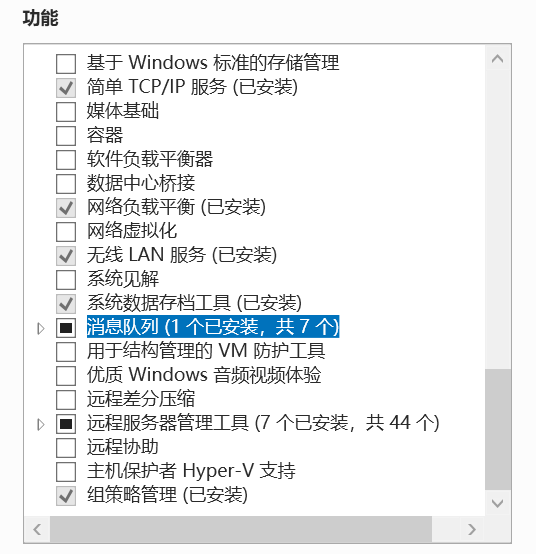 功能
基于 Windows 标准的存储管理
简单 TCP/IP 服务 (已安装)
媒体基础
容器
软件负载平衡器
数据中心桥接
网络负载平衡 (已安装)
网络虚拟化
无线 LAN 服务 (已安装)
系统见解
系统数据存档工具 (已安装)
消息队列 (1 个已安装，共 7 个)
用于结构管理的 VM 防护工具
优质 Windows 音频视频体验
远程差分压缩
远程服务器管理工具 (7 个已安装，共 44 个)
远程协助
主机保护者 Hyper-V 支持
组策略管理 (已安装)